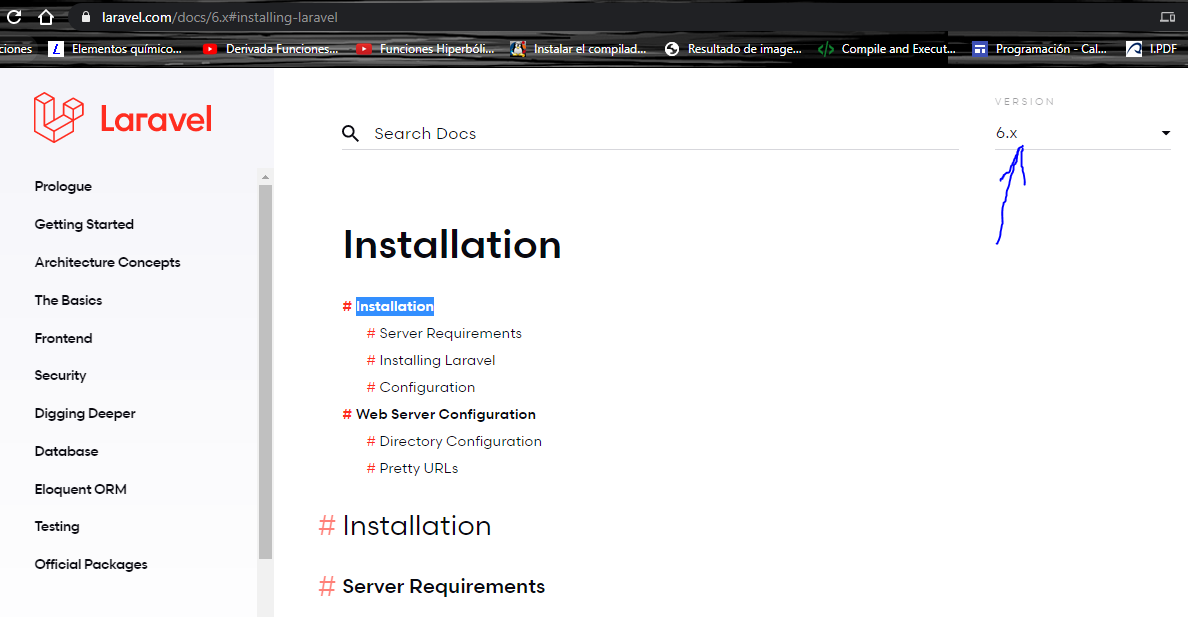 laravel.com/docs/6.x#installing-laravel
ciones
Elementos químico...
Derivada Funciones...
Funciones Hiperbóli...
Instalar el compilad...
Resultado de image...
Compile and Execut...
Programación - Cal...
I.PDF
Laravel
Prologue
Getting Started
Architecture Concepts
The Basics
Frontend
Security
Digging Deeper
Database
Eloquent ORM
Testing
Official Packages
Search Docs
VERSION
6.x
Installation
# Installation
# Server Requirements
# Installing Laravel
# Configuration
# Web Server Configuration
# Directory Configuration
# Pretty URLs
# Installation
# Server Requirements